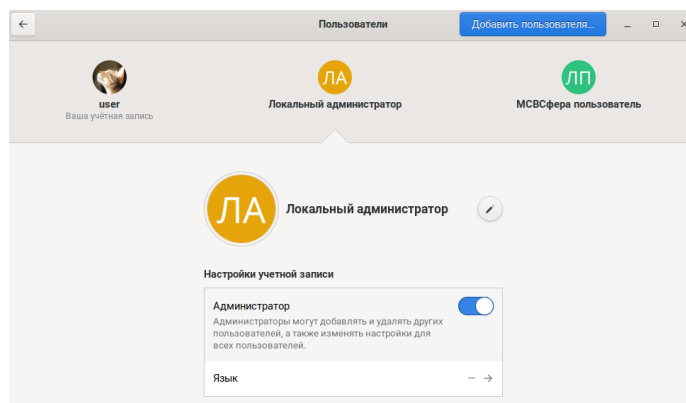 Пользователи
Добавить пользователя...
ЛА
ЛП
user
Локальный администратор
МСВСфера пользователь
Ваша учётная запись
ЛА
Локальный администратор
Настройки учетной записи
Администратор
Администраторы могут добавлять и удалять других
пользователей, а также изменять настройки для
всех пользователей.
Язык